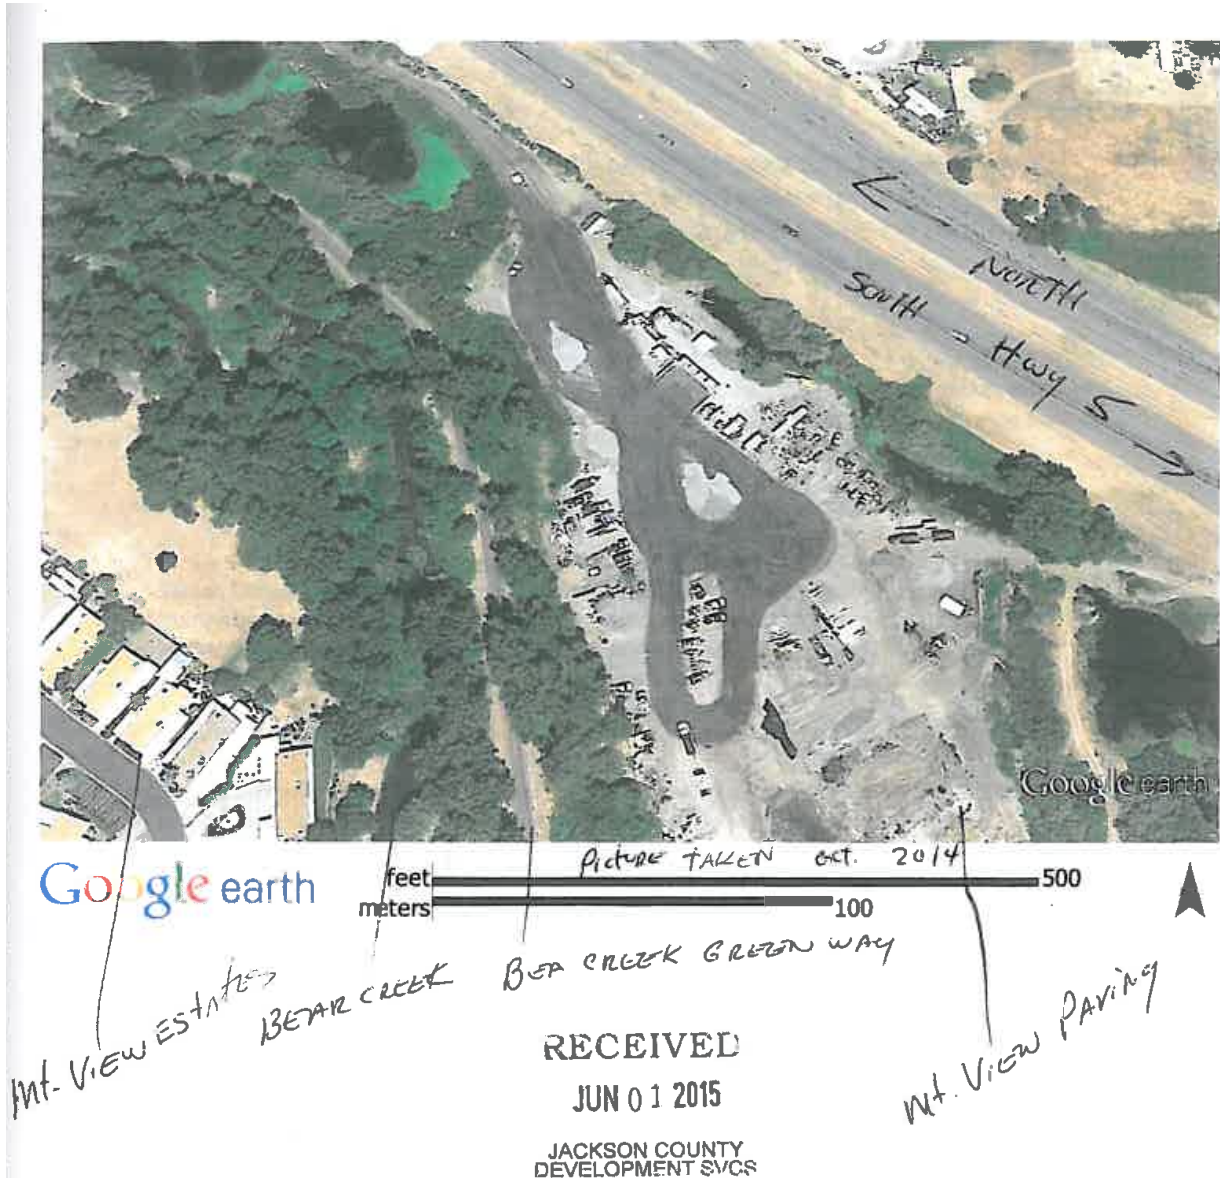 NORTH
SOUTH
HWY 5
Google earth
Picture TAKEN OCT. 2014
Google earth
feet 500
meters 100
Mt. VIEW ESTATES
BEAR CREEK
BEA CREEK GREEN WAY
Mt. VIEW PAVING
RECEIVED
JUN 01 2015
JACKSON COUNTY
DEVELOPMENT SVCS